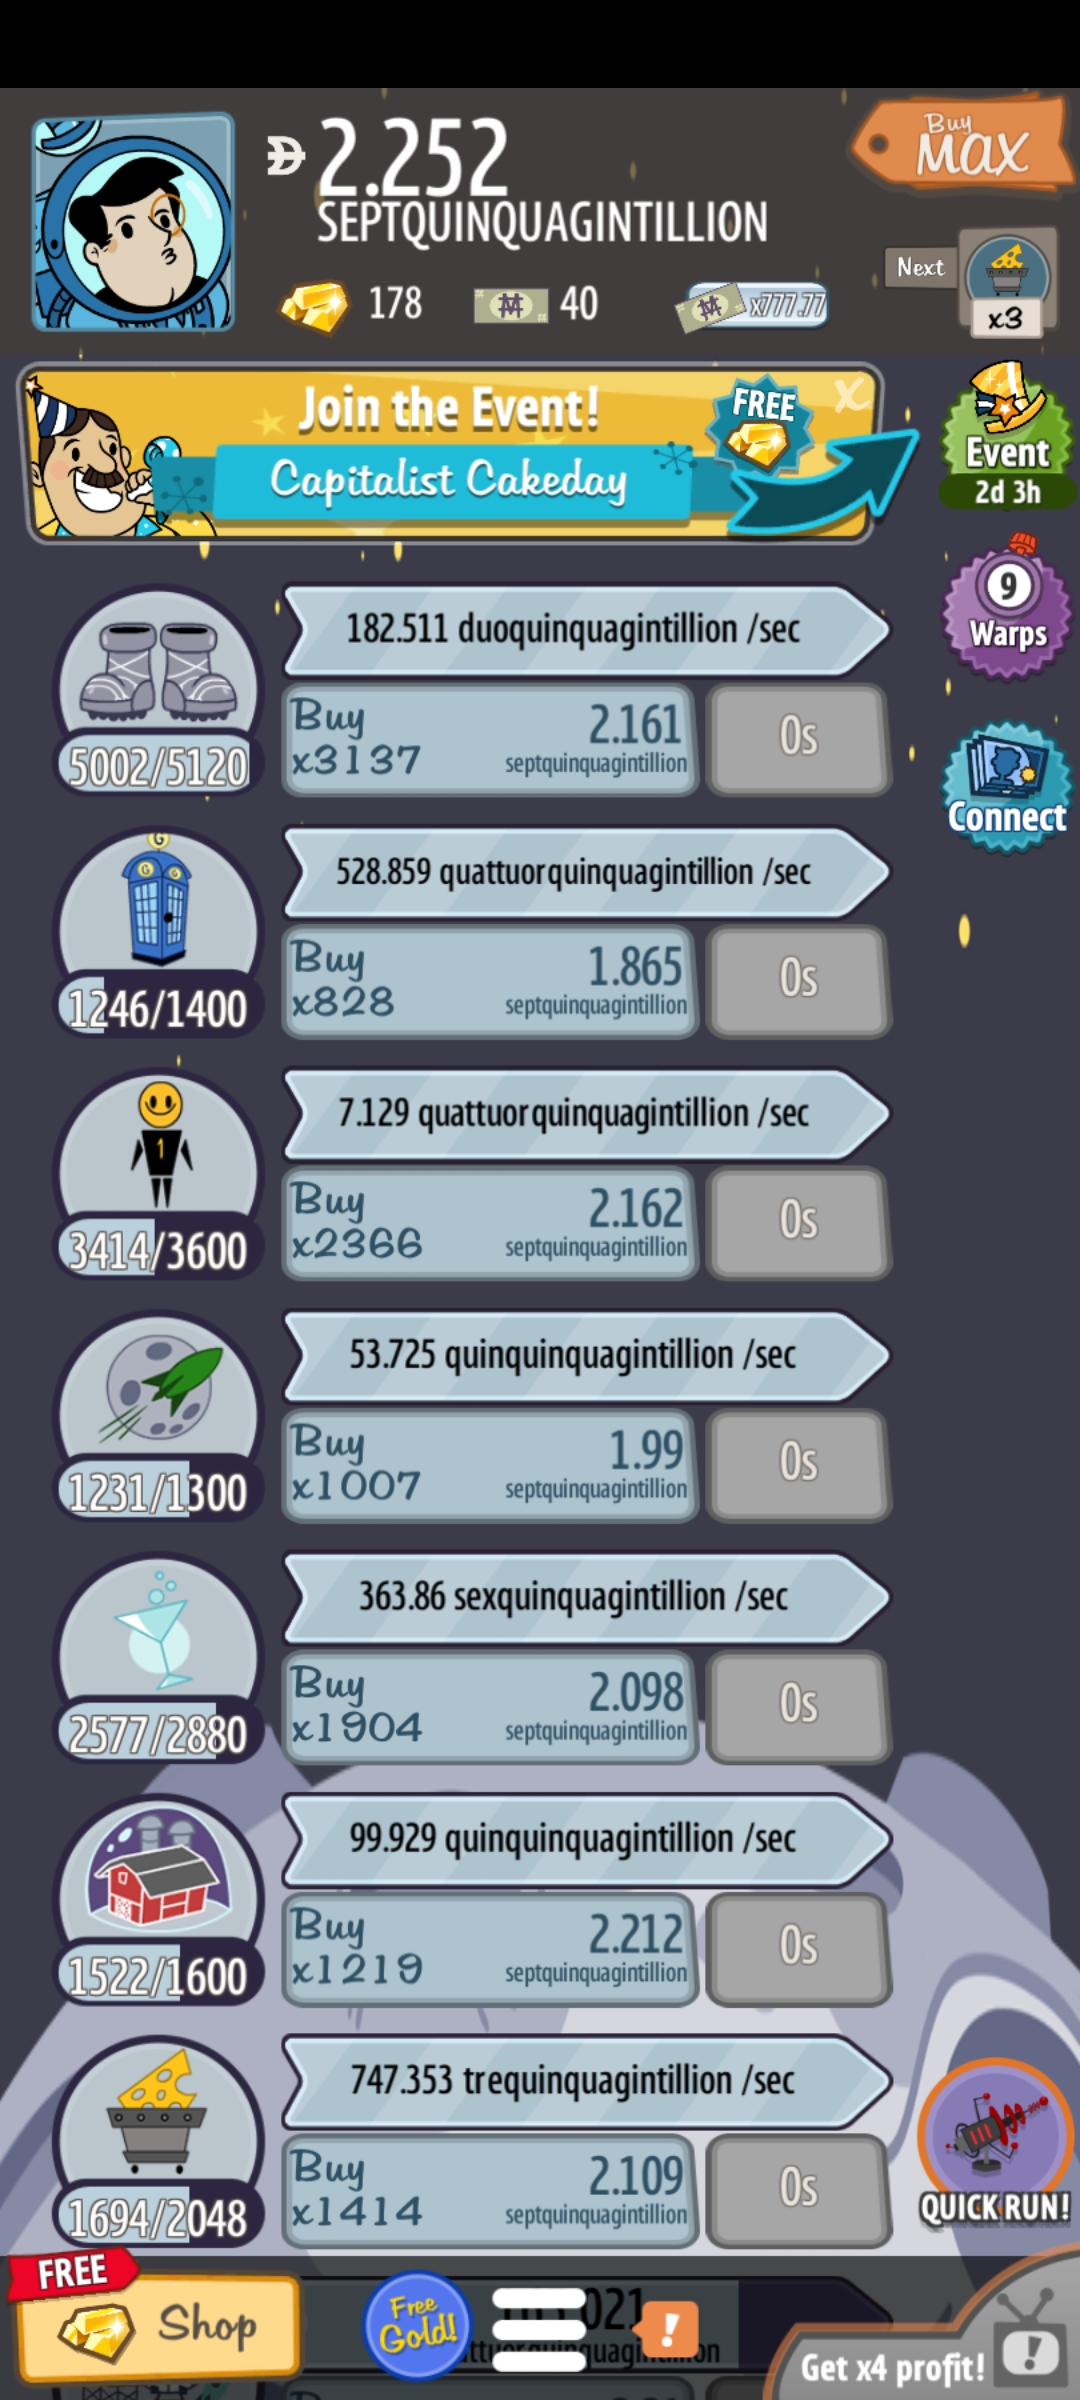 2.252
SEPTQUINQUAGINTILLION
Buy
MAX
178
40
x777.77
Next
x3
Join the Event!
Capitalist Cakeday
FREE
X
Event
2d 3h
9
Warps
Connect
182.511 duoquinquagintillion /sec
5002/5120
Buy
x3137
2.161
septquinquagintillion
0s
G
G G
528.859 quattuorquinquagintillion /sec
1246/1400
Buy
x828
1.865
septquinquagintillion
0s
1
7.129 quattuorquinquagintillion /sec
3414/3600
Buy
x2366
2.162
septquinquagintillion
0s
53.725 quinquinquagintillion /sec
1231/1300
Buy
x1007
1.99
septquinquagintillion
0s
363.86 sexquinquagintillion /sec
2577/2880
Buy
x1904
2.098
septquinquagintillion
0s
99.929 quinquinquagintillion /sec
1522/1600
Buy
x1219
2.212
septquinquagintillion
0s
747.353 trequinquagintillion /sec
1694/2048
Buy
x1414
2.109
septquinquagintillion
0s
QUICK RUN!
FREE
Shop
Free
Gold!
!
Get x4 profit!
!